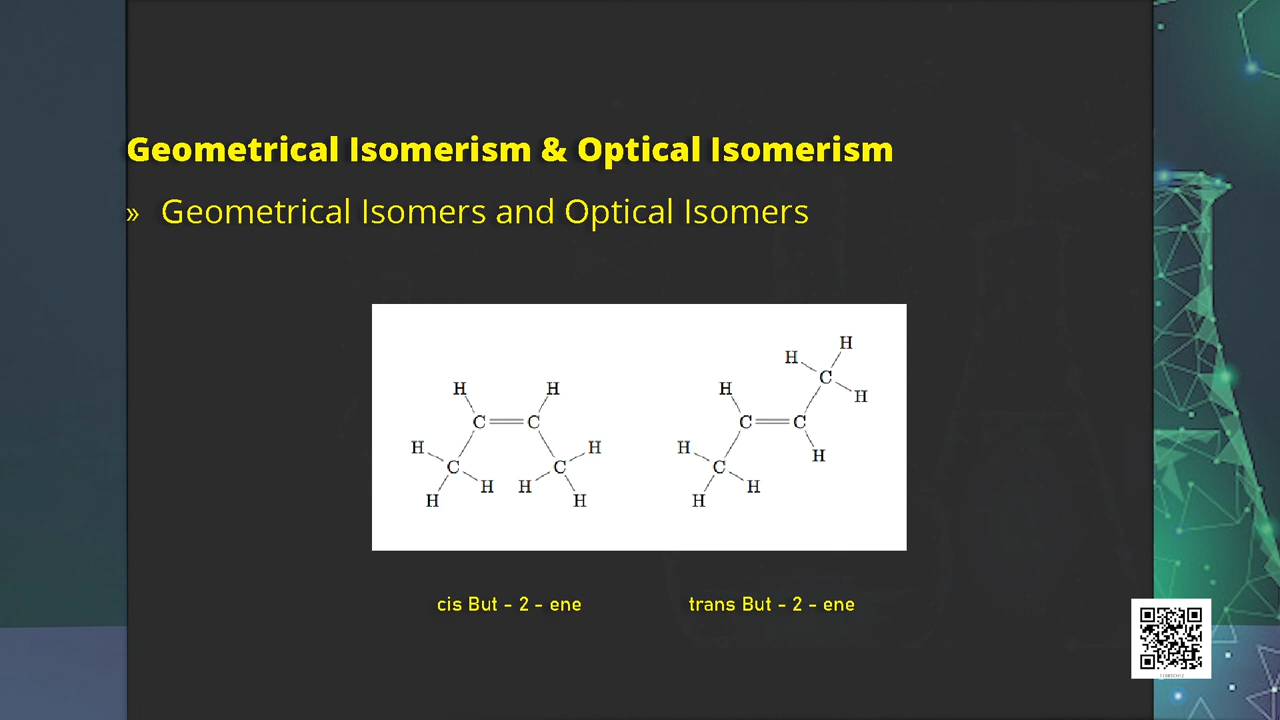 Geometrical Isomerism & Optical Isomerism
» Geometrical Isomers and Optical Isomers
H
H
H
H
H
C
C
H
C
C
H
H
H
C
C
H
H
C
C
H
H
H
H
H
H
H
cis But - 2 - ene
trans But - 2 - ene